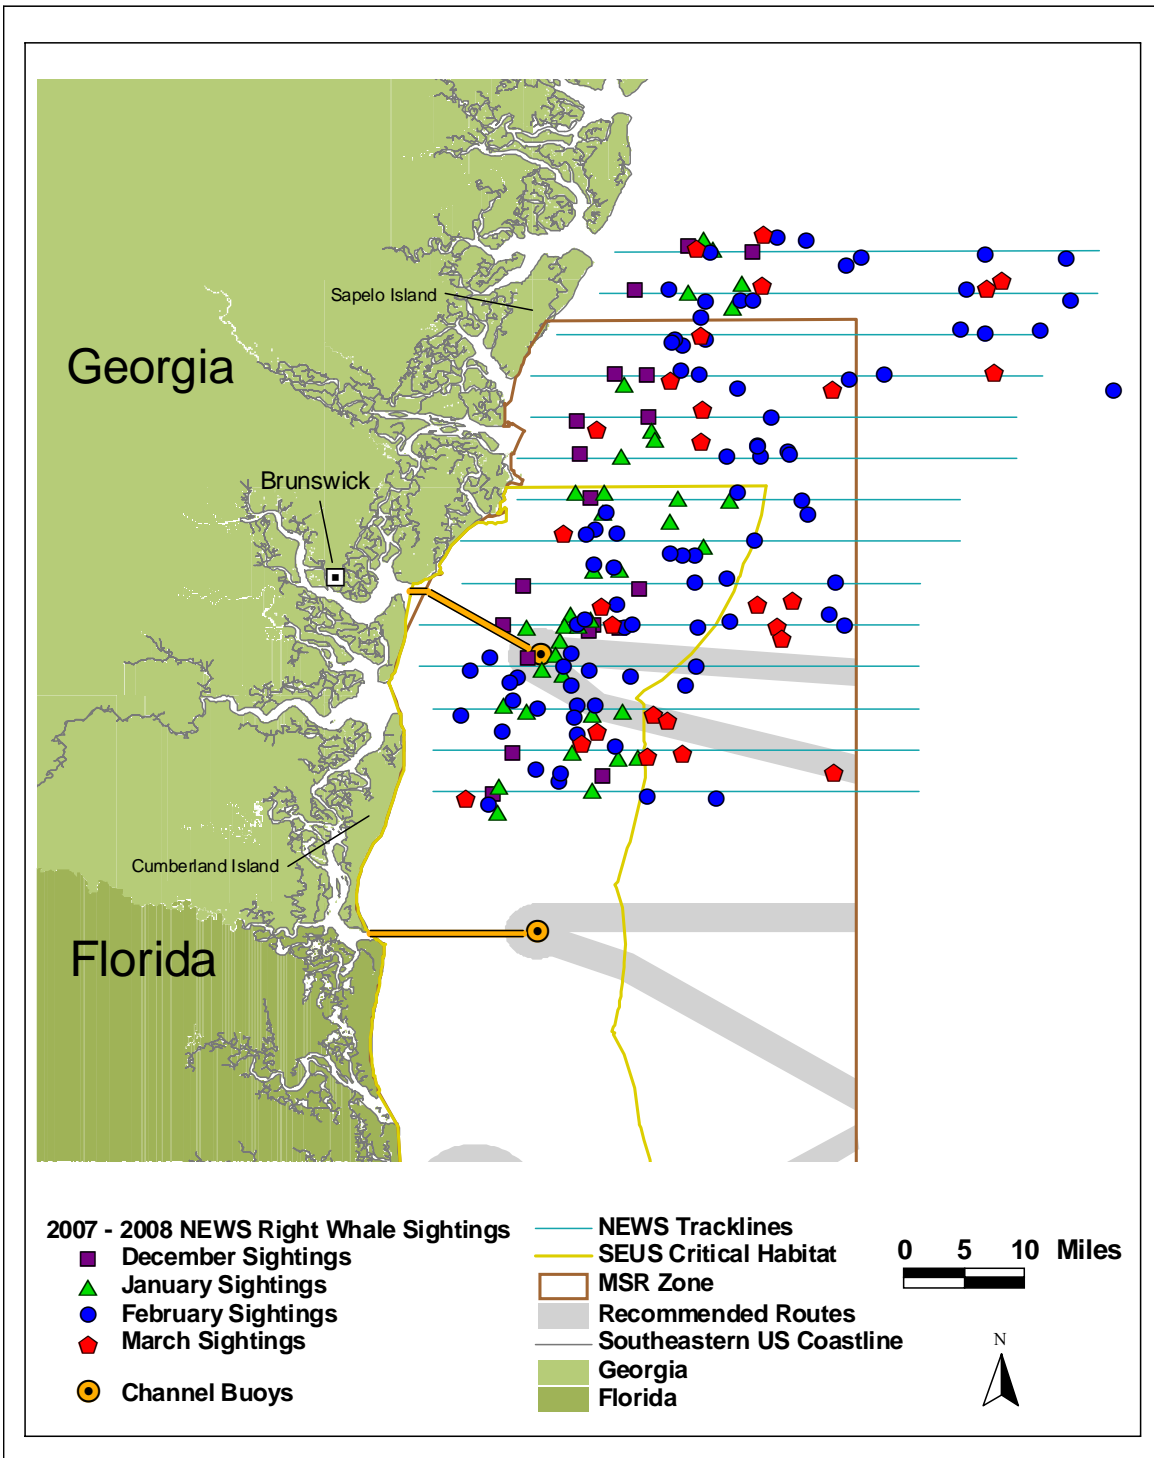 Sapelo Island
Georgia
Brunswick
Cumberland Island
Florida
2007 - 2008 NEWS Right Whale Sightings
December Sightings
January Sightings
February Sightings
March Sightings
Channel Buoys
NEWS Tracklines
SEUS Critical Habitat
MSR Zone
Recommended Routes
Southeastern US Coastline
Georgia
Florida
0 5 10 Miles
N